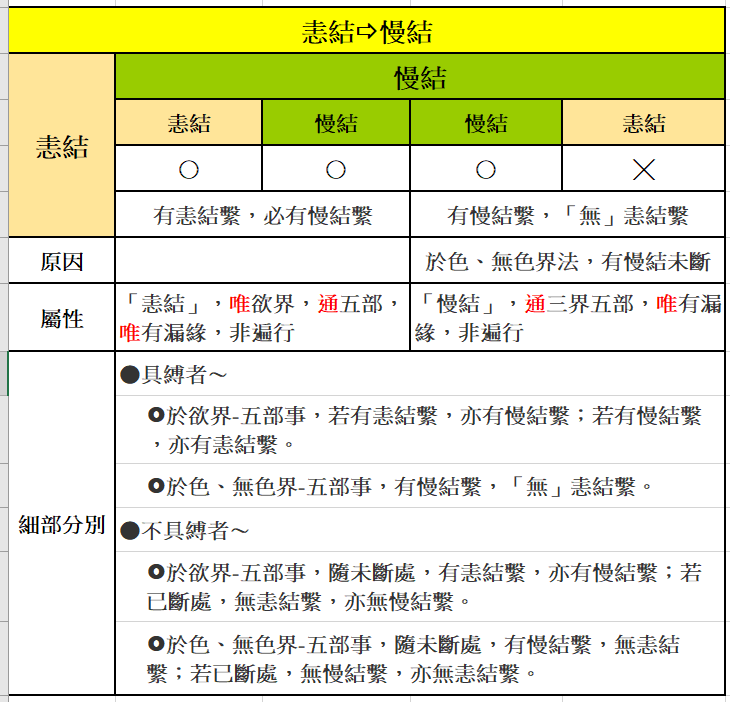 恚結⇨慢結
恚結
慢結
恚結 慢結 慢結 恚結
○ ○ ○ ╳
有恚結繫，必有慢結繫 有慢結繫，「無」恚結繫
原因 於色、無色界法，有慢結未斷
屬性
「恚結」，唯欲界，通五部，
唯有漏緣，非遍行
「慢結」，通三界五部，唯有漏
緣，非遍行
細部分別
●具縛者～
⭗於欲界-五部事，若有恚結繫，亦有慢結繫；若有慢結繫
，亦有恚結繫。
⭗於色、無色界-五部事，有慢結繫，「無」恚結繫。
●不具縛者～
⭗於欲界-五部事，隨未斷處，有恚結繫，亦有慢結繫；若
已斷處，無恚結繫，亦無慢結繫。
⭗於色、無色界-五部事，隨未斷處，有慢結繫，無恚結
繫；若已斷處，無慢結繫，亦無恚結繫。